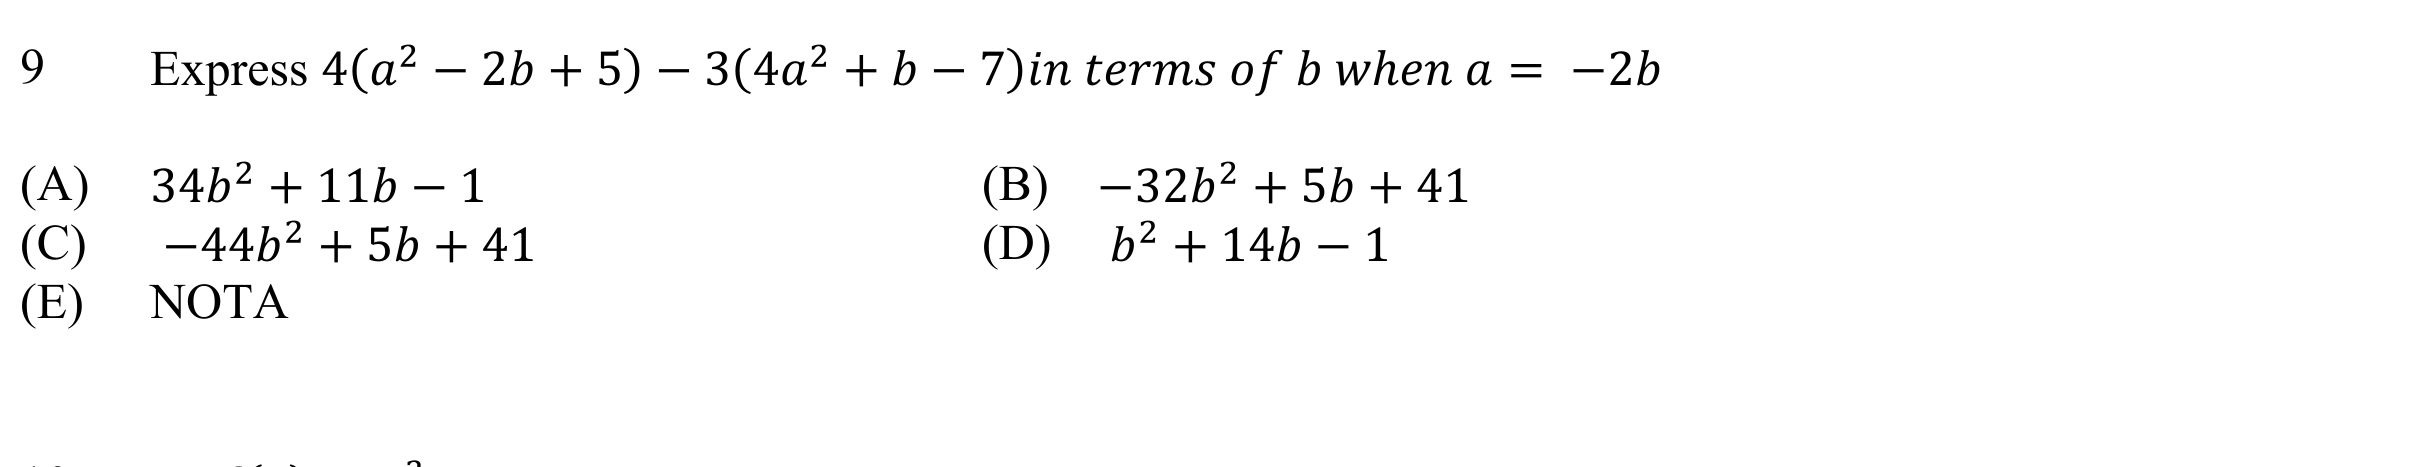 9 Express 4(a² − 2b + 5) − 3(4a² + b − 7)in terms of b when a = −2b
(A) 34b² + 11b − 1 (B) −32b² + 5b + 41
(C) −44b² + 5b + 41 (D) b² + 14b − 1
(E) NOTA